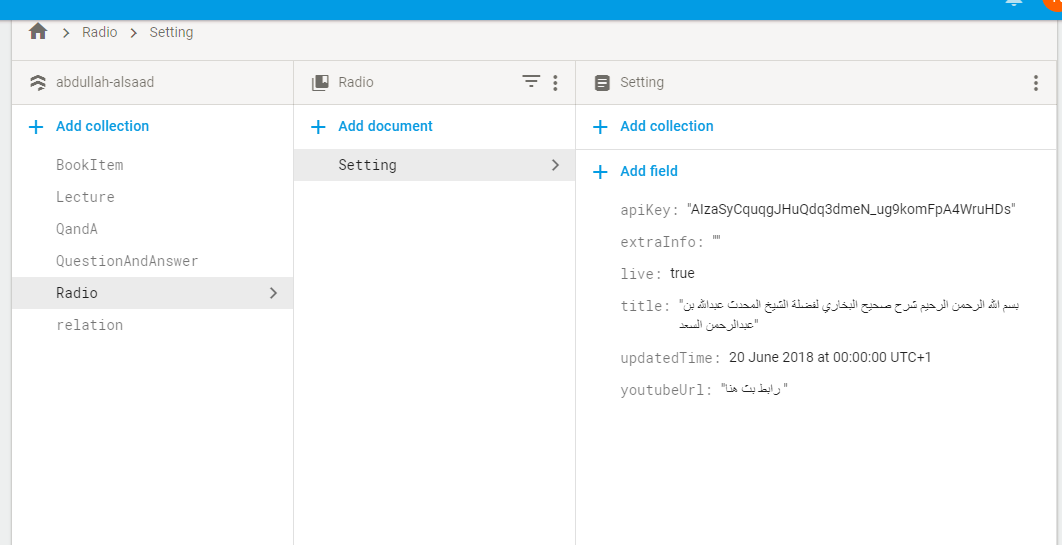 Radio > Setting
abdullah-alsaad
Radio
Setting
Add collection
Add document
Add collection
BookItem
Lecture
QandA
QuestionAndAnswer
Radio
relation
Setting
Add field
apiKey: "AIzaSyCquqgJHuQdq3dmeN_ug9komFpA4WruHDs"
extraInfo: ""
live: true
title: "بسم الله الرحمن الرحيم شرح صحيح البخاري لفضلة الشيخ المحدث عبدالله بن
عبدالرحمن السعد"
updatedTime: 20 June 2018 at 00:00:00 UTC+1
youtubeUrl: "رابط بث هنا "